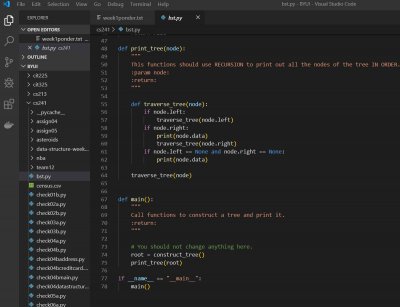 File Edit Selection View Go Run Terminal Help
bst.py - BYUI - Visual Studio Code
EXPLORER
OPEN EDITORS
week1ponder.txt
bst.py cs241
OUTLINE
BYUI
cit225
cit325
cs213
cs241
__pycache__
assign04
assign05
asteroids
data-structure-week...
nba
team12
bst.py
census.csv
check01b.py
check02a.py
check02b.py
check03a.py
check03b.py
check04a.py
check04b.py
check04baddress.py
check04bcreditcard...
check04bmain.py
check04datastructur...
check05a.py
check06a.py
week1ponder.txt
bst.py
cs241 > bst.py
47
48 def print_tree(node):
49 """
50 This functions should use RECURSION to print out all the nodes of the tree IN ORDER.
51 :param node:
52 :return:
53 """
54
55 def traverse_tree(node):
56 if node.left:
57 traverse_tree(node.left)
58 if node.right:
59 print(node.data)
60 traverse_tree(node.right)
61 if node.left == None and node.right == None:
62 print(node.data)
63
64 traverse_tree(node)
65
66
67 def main():
68 """
69 Call functions to construct a tree and print it.
70 :return:
71 """
72
73 # You should not change anything here.
74 root = construct_tree()
75 print_tree(root)
76
77 if __name__ == "__main__":
78 main()